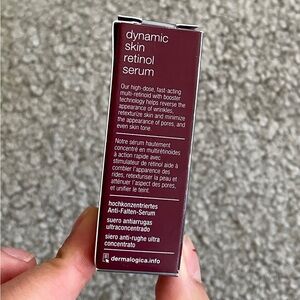 dynamic
skin
retinol
serum
Our high-dose, fast-acting
multi-retinoid with booster
technology helps reverse the
appearance of wrinkles,
retexturize skin and minimize
the appearance of pores, and
even skin tone
Notre sérum hautement
concentré en multirétinoïdes
à action rapide avec
stimulateur de rétinol aide à
combler l'apparence des
rides, retexturiser la peau et
atténuer l'aspect des pores,
et unifier le teint.
hochkonzentriertes
Anti-Falten-Serum
suero antiarrugas
ultraconcentrado
siero anti-rughe ultra
concentrato
dermalogica.info